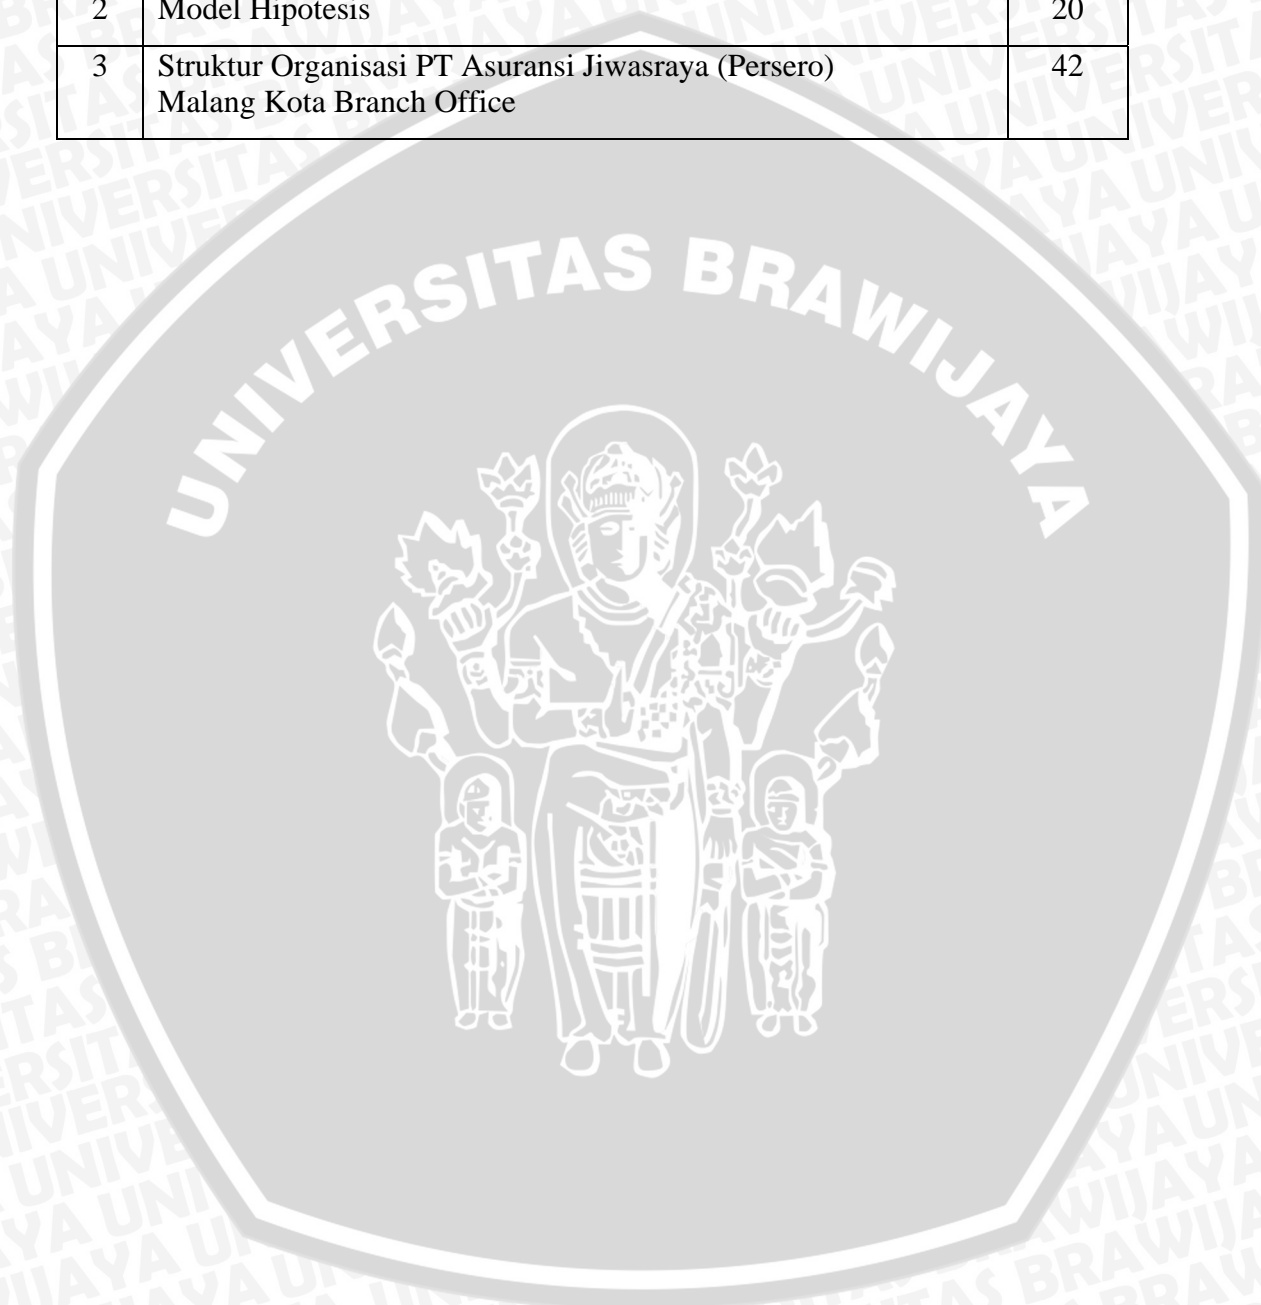 2 Model Hipotesis 20
3 Struktur Organisasi PT Asuransi Jiwasraya (Persero) 42
Malang Kota Branch Office
UNIVERSITAS BRAWIJAYA